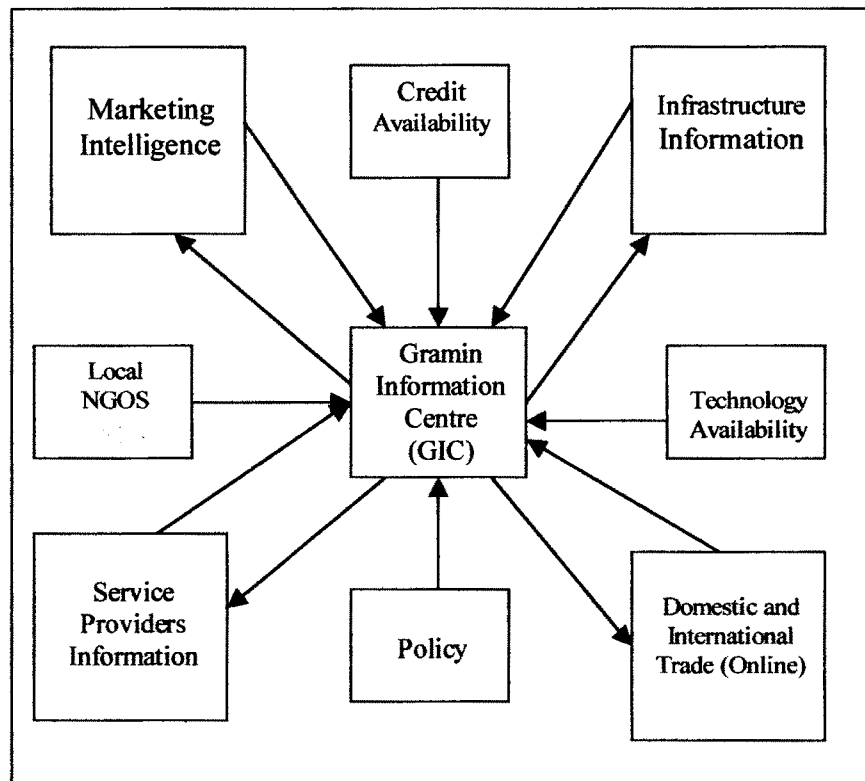 Marketing
Intelligence
Credit
Availability
Infrastructure
Information
Local
NGOS
Gramin
Information
Centre
(GIC)
Technology
Availability
Service
Providers
Information
Policy
Domestic and
International
Trade (Online)